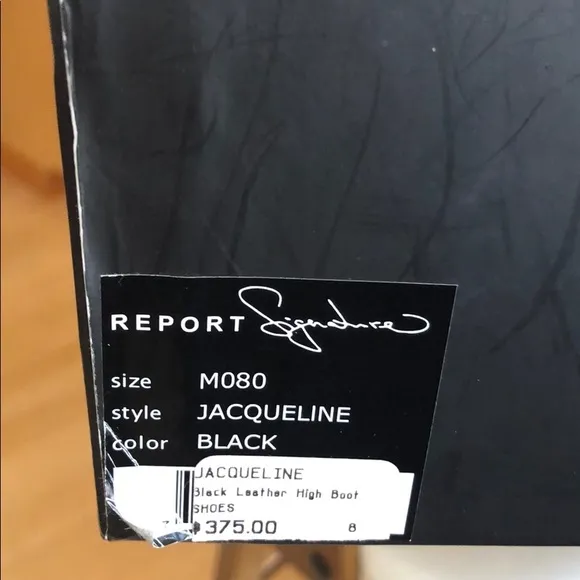 REPORT Signature
size M080
style JACQUELINE
color BLACK
JACQUELINE
Black Leather High Boot
SHOES
$375.00 8